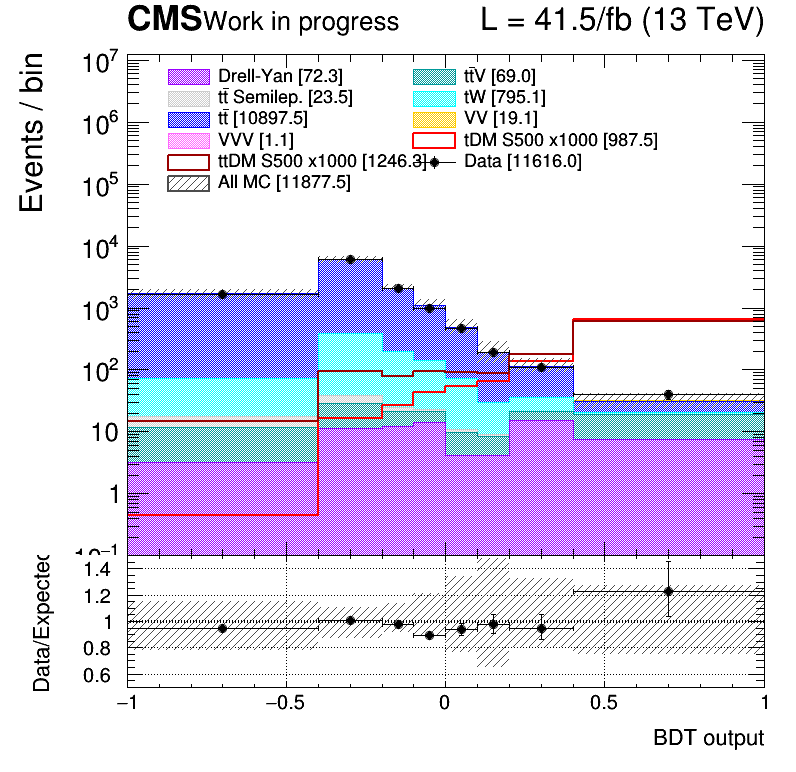 CMS Work in progress L = 41.5/fb (13 TeV)
Events / bin
10⁷
10⁶
10⁵
10⁴
10³
10²
10
1
10⁻¹
Drell-Yan [72.3] tt̄V [69.0]
tt̄ Semilep. [23.5] tW [795.1]
tt̄ [10897.5] VV [19.1]
VVV [1.1] tDM S500 x1000 [987.5]
ttDM S500 x1000 [1246.3] Data [11616.0]
All MC [11877.5]
Data/Expected
1.4
1.2
1
0.8
0.6
−1 −0.5 0 0.5 1
BDT output